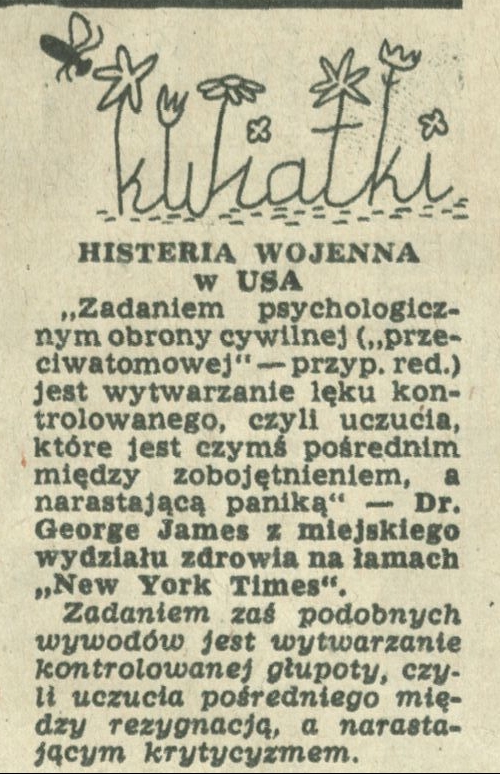 kwiatki
HISTERIA WOJENNA
w USA
„Zadaniem psychologicz-
nym obrony cywilnej („prze-
ciwatomowej“ — przyp. red.)
jest wytwarzanie lęku kon-
trolowanego, czyli uczucia,
które jest czymś pośrednim
między zobojętnieniem, a
narastającą paniką“ — Dr.
George James z miejskiego
wydziału zdrowia na łamach
„New York Times“.
Zadaniem zaś podobnych
wywodów jest wytwarzanie
kontrolowanej głupoty, czy-
li uczucia pośredniego mię-
dzy rezygnacją, a narasta-
jącym krytycyzmem.